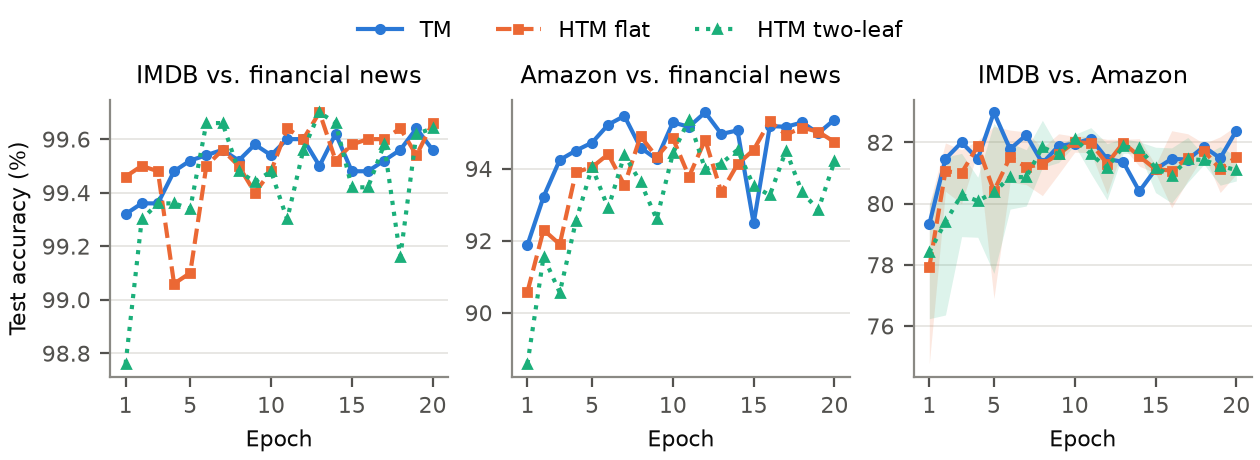 TM HTM flat HTM two-leaf
IMDB vs. financial news Amazon vs. financial news IMDB vs. Amazon
Test accuracy (%)
99.6
99.4
99.2
99.0
98.8
1 5 10 15 20
Epoch
94
92
90
1 5 10 15 20
Epoch
82
80
78
76
1 5 10 15 20
Epoch